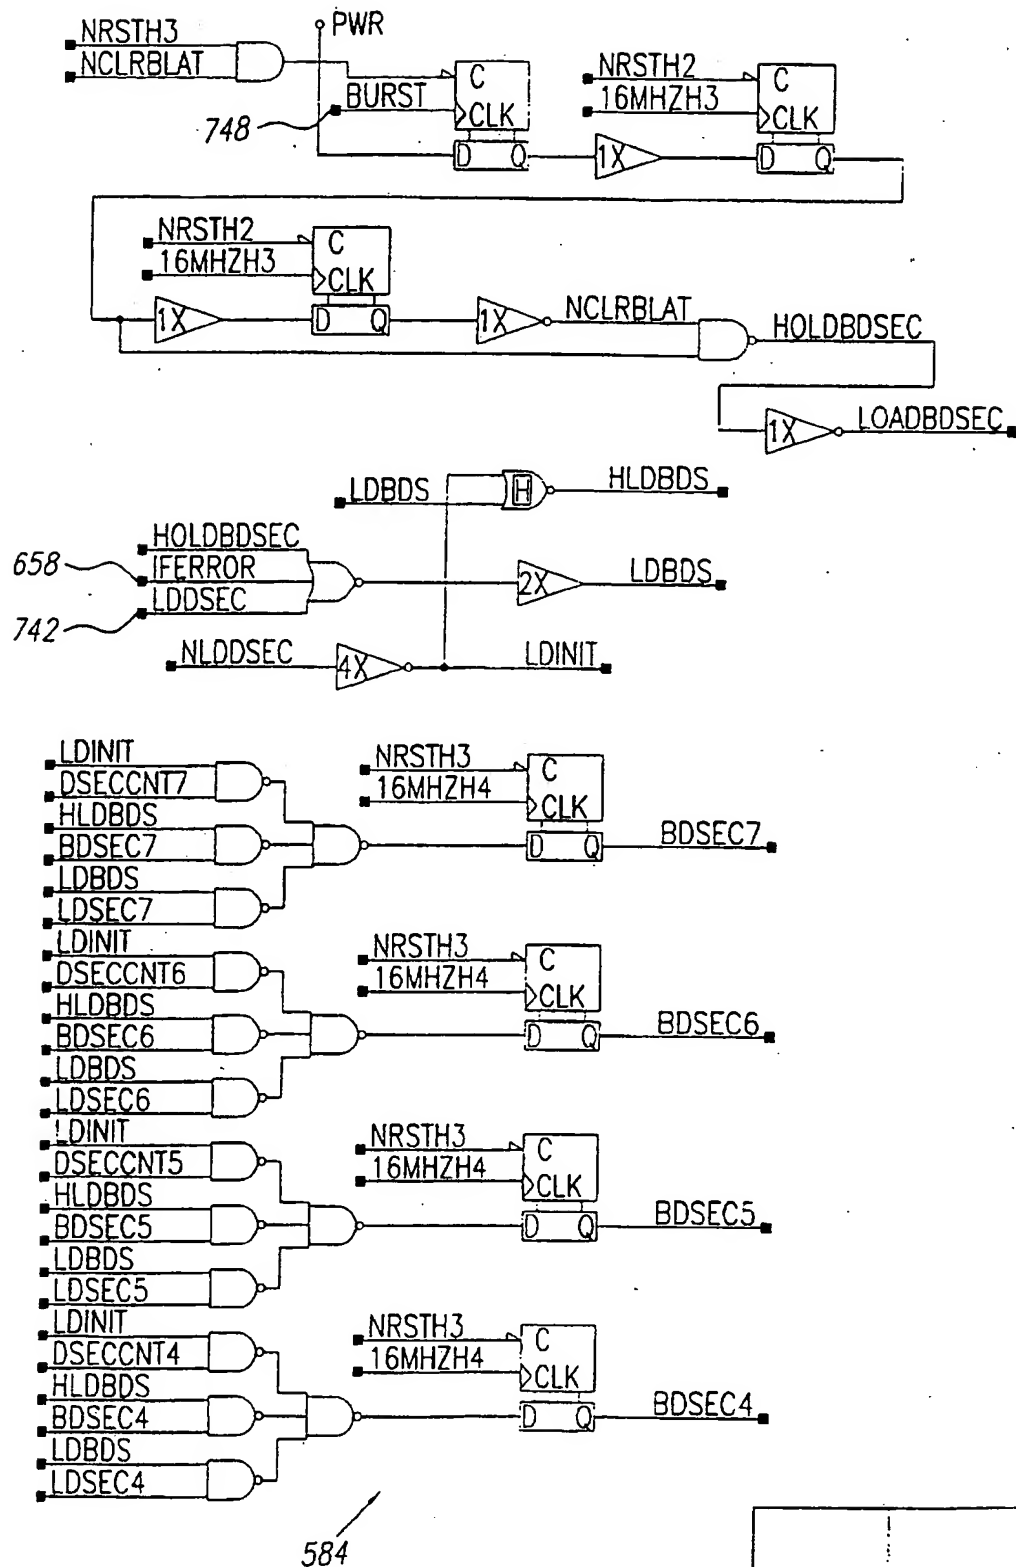 NRSTH3
PWR
NCLRBLAT
C
NRSTH2
C
BURST
CLK
16MHZH3
CLK
748
D Q
1X
D Q
NRSTH2
C
16MHZH3
CLK
1X
D Q
1X
NCLRBLAT
HOLDBDSEC
1X
LOADBDSEC
LDBDS
H
HLDBDS
HOLDBDSEC
658
IFERROR
2X
LDBDS
LDDSEC
742
NLDDSEC
4X
LDINIT
LDINIT
NRSTH3
C
DSECCNT7
16MHZH4
CLK
HLDBDS
BDSEC7
D Q
BDSEC7
LDBDS
LDSEC7
LDINIT
NRSTH3
C
DSECCNT6
16MHZH4
CLK
HLDBDS
BDSEC6
D Q
BDSEC6
LDBDS
LDSEC6
LDINIT
NRSTH3
C
DSECCNT5
16MHZH4
CLK
HLDBDS
BDSEC5
D Q
BDSEC5
LDBDS
LDSEC5
LDINIT
NRSTH3
C
DSECCNT4
16MHZH4
CLK
HLDBDS
BDSEC4
D Q
BDSEC4
LDBDS
LDSEC4
584